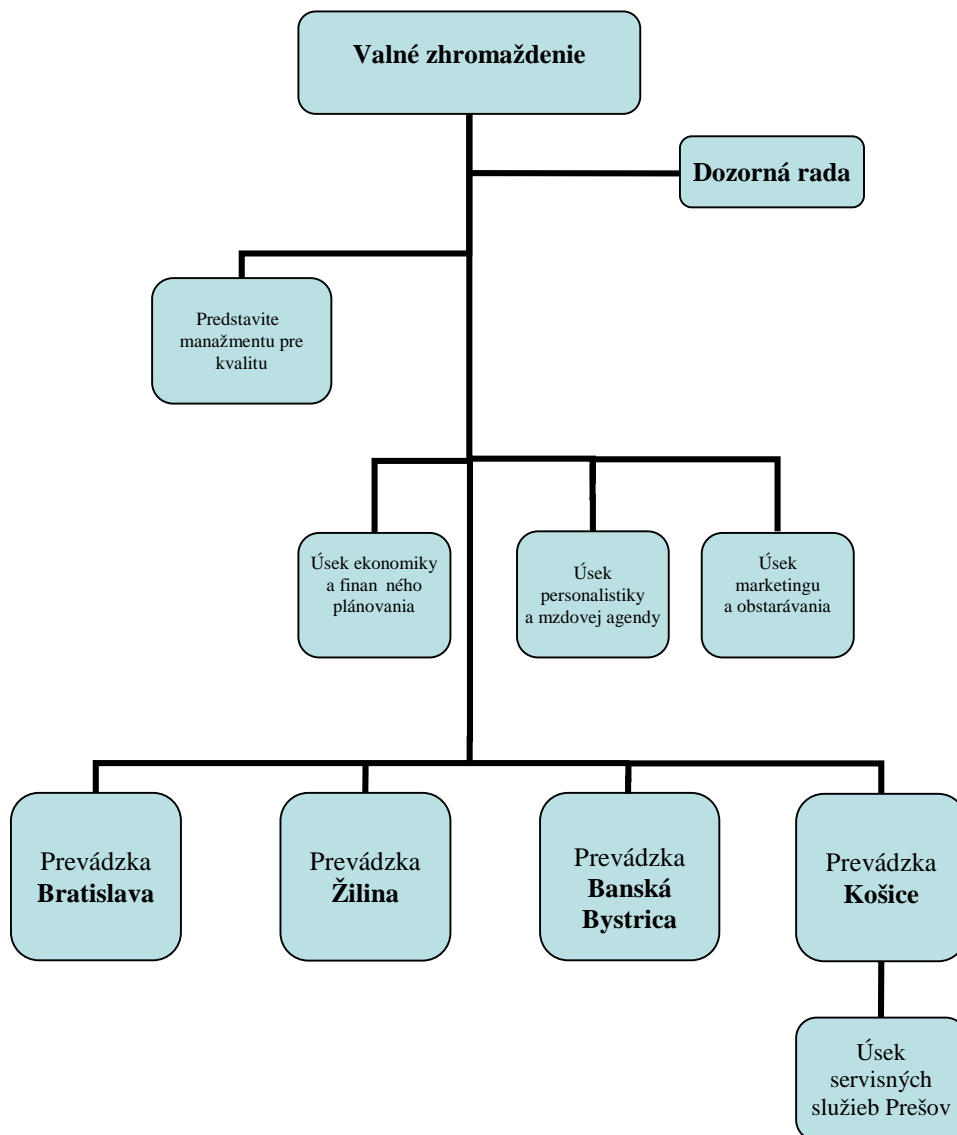 Valné zhromaždenie
Dozorná rada
Predstavite
manažmentu pre
kvalitu
Úsek ekonomiky
a finan ného
plánovania
Úsek
personalistiky
a mzdovej agendy
Úsek
marketingu
a obstarávania
Prevádzka
Bratislava
Prevádzka
Žilina
Prevádzka
Banská
Bystrica
Prevádzka
Košice
Úsek
servisných
služieb Prešov